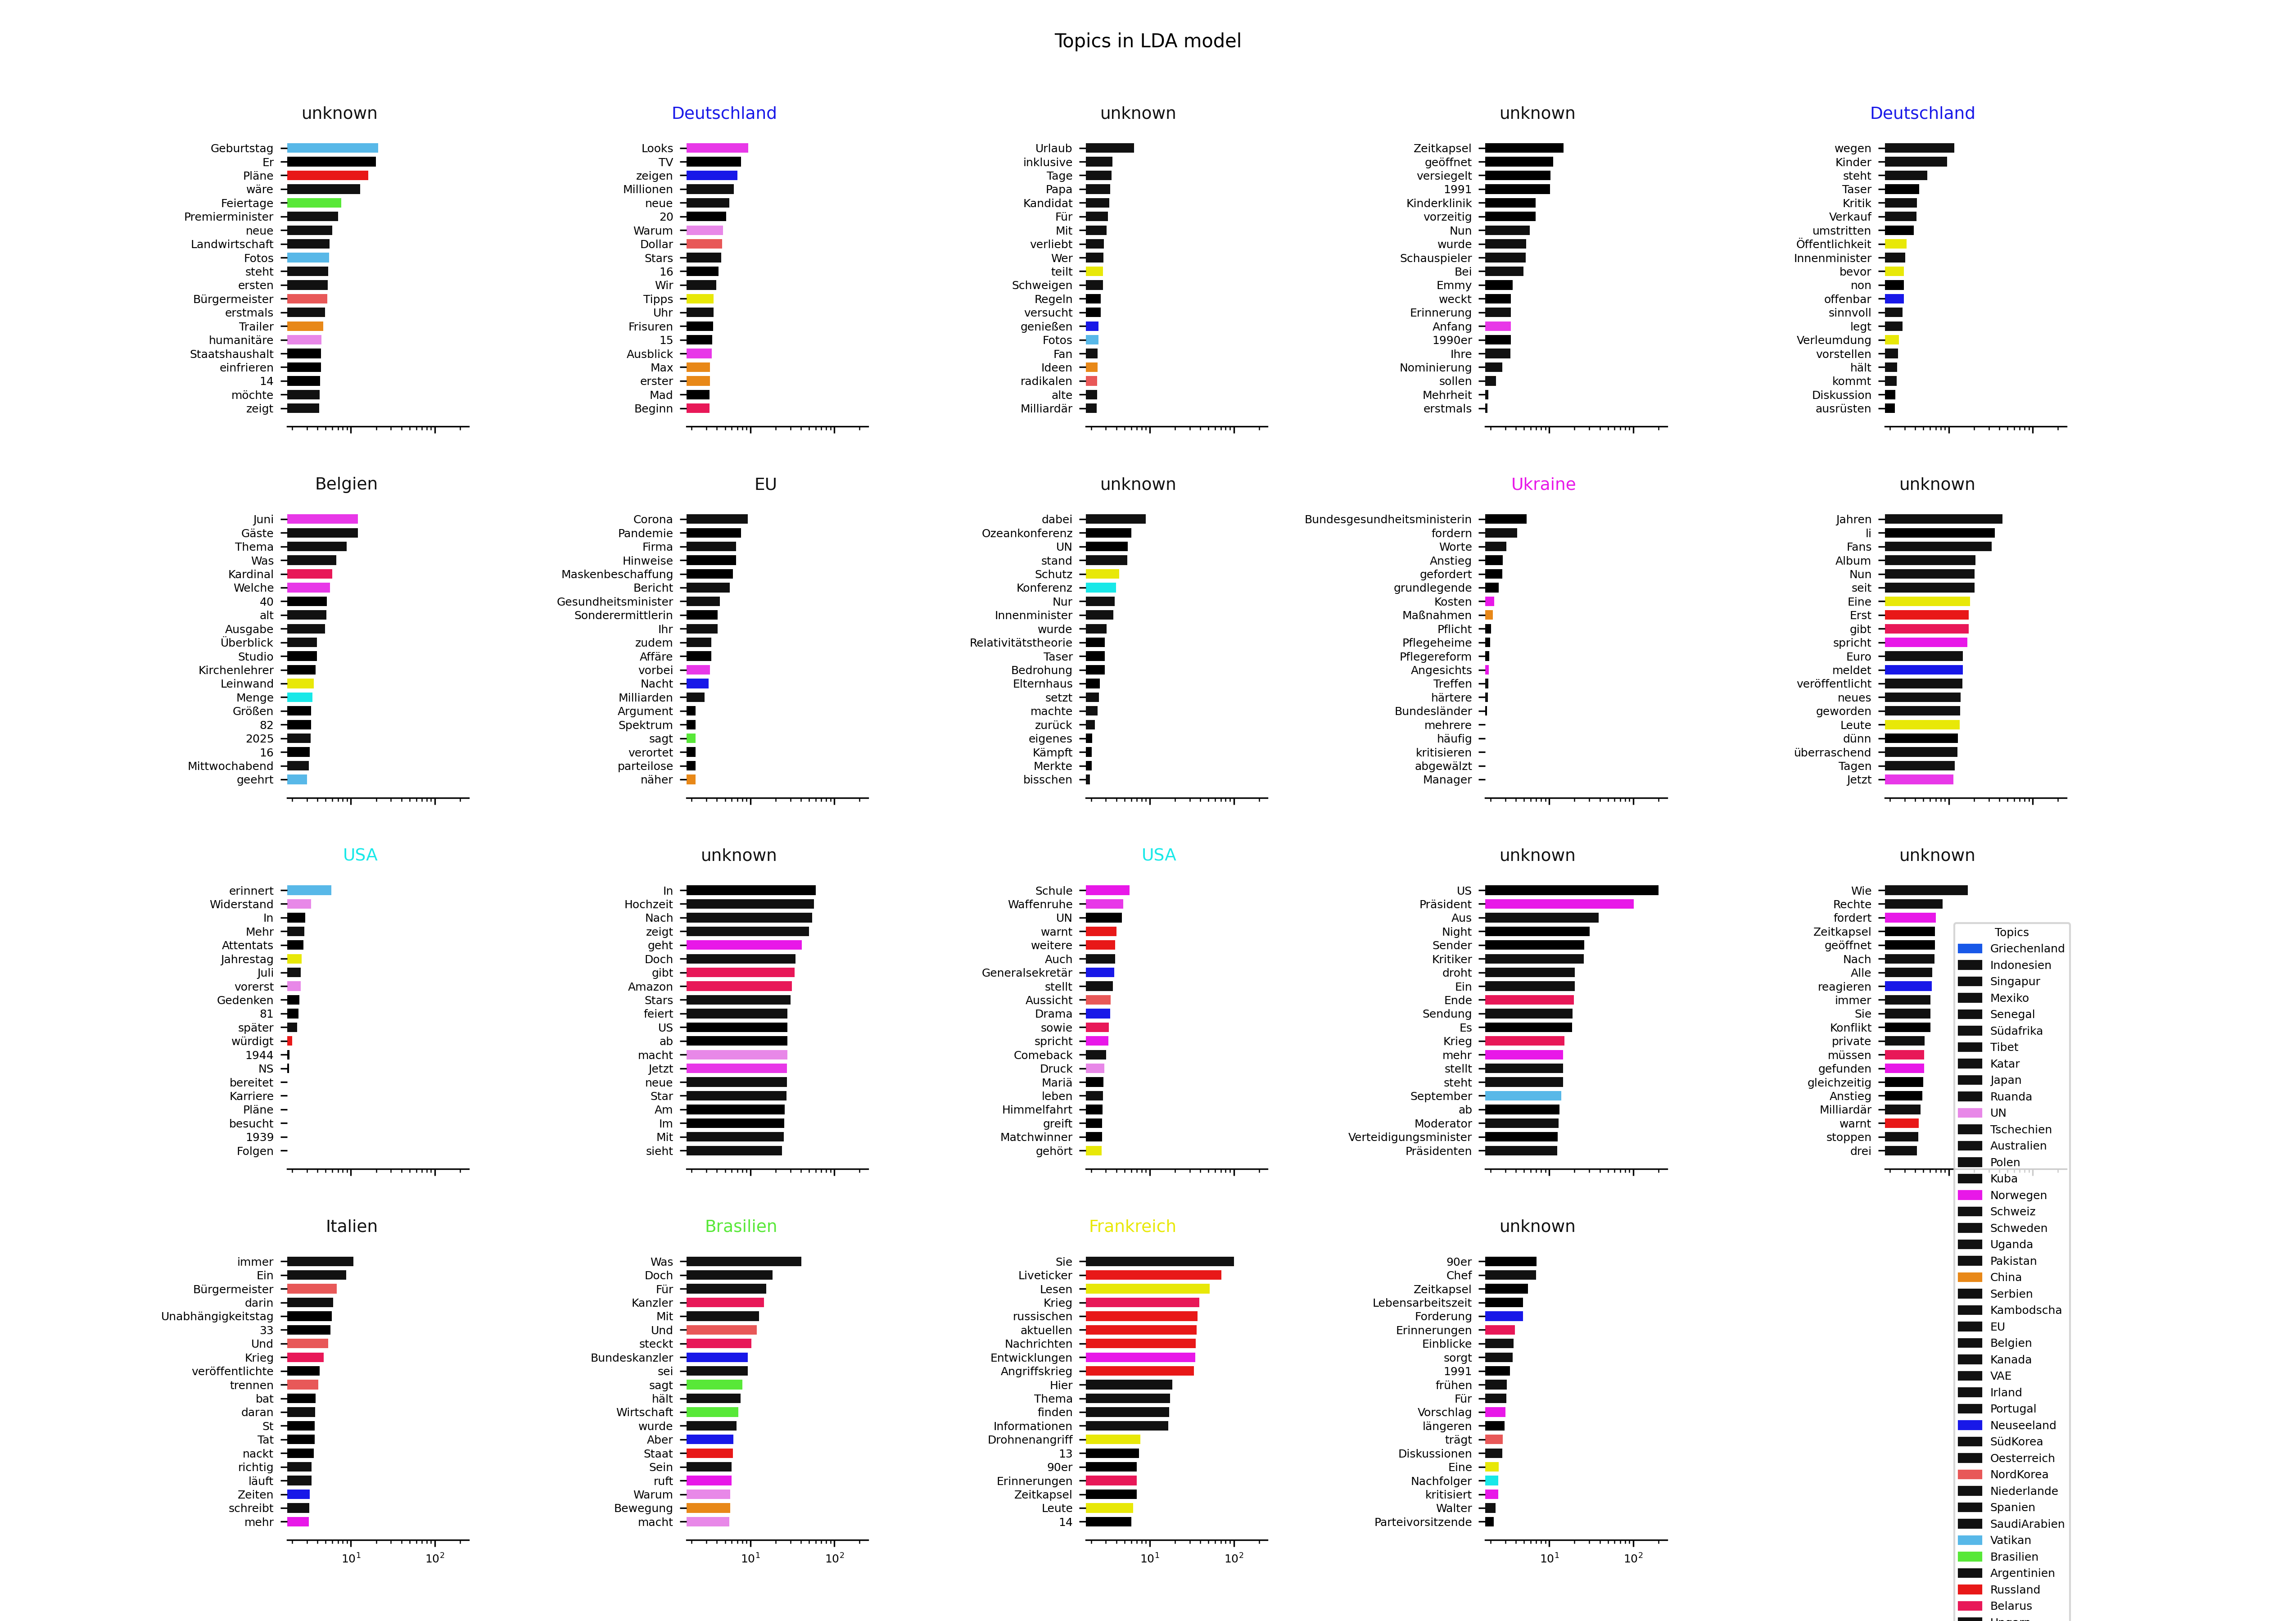 Topics in LDA model
unknown
Geburtstag
Er
Pläne
wäre
Feiertage
Premierminister
neue
Landwirtschaft
Fotos
steht
ersten
Bürgermeister
erstmals
Trailer
humanitäre
Staatshaushalt
einfrieren
14
möchte
zeigt
Deutschland
Looks
TV
zeigen
Millionen
neue
20
Warum
Dollar
Stars
16
Wir
Tipps
Uhr
Frisuren
15
Ausblick
Max
erster
Mad
Beginn
unknown
Urlaub
inklusive
Tage
Papa
Kandidat
Für
Mit
verliebt
Wer
teilt
Schweigen
Regeln
versucht
genießen
Fotos
Fan
Ideen
radikalen
alte
Milliardär
unknown
Zeitkapsel
geöffnet
versiegelt
1991
Kinderklinik
vorzeitig
Nun
wurde
Schauspieler
Bei
Emmy
weckt
Erinnerung
Anfang
1990er
Ihre
Nominierung
sollen
Mehrheit
erstmals
Deutschland
wegen
Kinder
steht
Taser
Kritik
Verkauf
umstritten
Öffentlichkeit
Innenminister
bevor
non
offenbar
sinnvoll
legt
Verleumdung
vorstellen
hält
kommt
Diskussion
ausrüsten
Belgien
Juni
Gäste
Thema
Was
Kardinal
Welche
40
alt
Ausgabe
Überblick
Studio
Kirchenlehrer
Leinwand
Menge
Größen
82
2025
16
Mittwochabend
geehrt
EU
Corona
Pandemie
Firma
Hinweise
Maskenbeschaffung
Bericht
Gesundheitsminister
Sonderermittlerin
Ihr
zudem
Affäre
vorbei
Nacht
Milliarden
Argument
Spektrum
sagt
verortet
parteilose
näher
unknown
dabei
Ozeankonferenz
UN
stand
Schutz
Konferenz
Nur
Innenminister
wurde
Relativitätstheorie
Taser
Bedrohung
Elternhaus
setzt
machte
zurück
eigenes
Kämpft
Merkte
bisschen
Ukraine
Bundesgesundheitsministerin
fordern
Worte
Anstieg
gefordert
grundlegende
Kosten
Maßnahmen
Pflicht
Pflegeheime
Pflegereform
Angesichts
Treffen
härtere
Bundesländer
mehrere
häufig
kritisieren
abgewälzt
Manager
unknown
Jahren
li
Fans
Album
Nun
seit
Eine
Erst
gibt
spricht
Euro
meldet
veröffentlicht
neues
geworden
Leute
dünn
überraschend
Tagen
Jetzt
USA
erinnert
Widerstand
In
Mehr
Attentats
Jahrestag
Juli
vorerst
Gedenken
81
später
würdigt
1944
NS
bereitet
Karriere
Pläne
besucht
1939
Folgen
unknown
In
Hochzeit
Nach
zeigt
geht
Doch
gibt
Amazon
Stars
feiert
US
ab
macht
Jetzt
neue
Star
Am
Im
Mit
sieht
USA
Schule
Waffenruhe
UN
warnt
weitere
Auch
Generalsekretär
stellt
Aussicht
Drama
sowie
spricht
Comeback
Druck
Mariä
leben
Himmelfahrt
greift
Matchwinner
gehört
unknown
US
Präsident
Aus
Night
Sender
Kritiker
droht
Ein
Ende
Sendung
Es
Krieg
mehr
stellt
steht
September
ab
Moderator
Verteidigungsminister
Präsidenten
unknown
Wie
Rechte
fordert
Zeitkapsel
geöffnet
Nach
Alle
reagieren
immer
Sie
Konflikt
private
müssen
gefunden
gleichzeitig
Anstieg
Milliardär
warnt
stoppen
drei
Italien
immer
Ein
Bürgermeister
darin
Unabhängigkeitstag
33
Und
Krieg
veröffentlichte
trennen
bat
daran
St
Tat
nackt
richtig
läuft
Zeiten
schreibt
mehr
10¹ 10²
Brasilien
Was
Doch
Für
Kanzler
Mit
Und
steckt
Bundeskanzler
sei
sagt
hält
Wirtschaft
wurde
Aber
Staat
Sein
ruft
Warum
Bewegung
macht
10¹ 10²
Frankreich
Sie
Liveticker
Lesen
Krieg
russischen
aktuellen
Nachrichten
Entwicklungen
Angriffskrieg
Hier
Thema
finden
Informationen
Drohnenangriff
13
90er
Erinnerungen
Zeitkapsel
Leute
14
10¹ 10²
unknown
90er
Chef
Zeitkapsel
Lebensarbeitszeit
Forderung
Erinnerungen
Einblicke
sorgt
1991
frühen
Für
Vorschlag
längeren
trägt
Diskussionen
Eine
Nachfolger
kritisiert
Walter
Parteivorsitzende
10¹ 10²
Topics
Griechenland
Indonesien
Singapur
Mexiko
Senegal
Südafrika
Tibet
Katar
Japan
Ruanda
UN
Tschechien
Australien
Polen
Kuba
Norwegen
Schweiz
Schweden
Uganda
Pakistan
China
Serbien
Kambodscha
EU
Belgien
Kanada
VAE
Irland
Portugal
Neuseeland
SüdKorea
Oesterreich
NordKorea
Niederlande
Spanien
SaudiArabien
Vatikan
Brasilien
Argentinien
Russland
Belarus